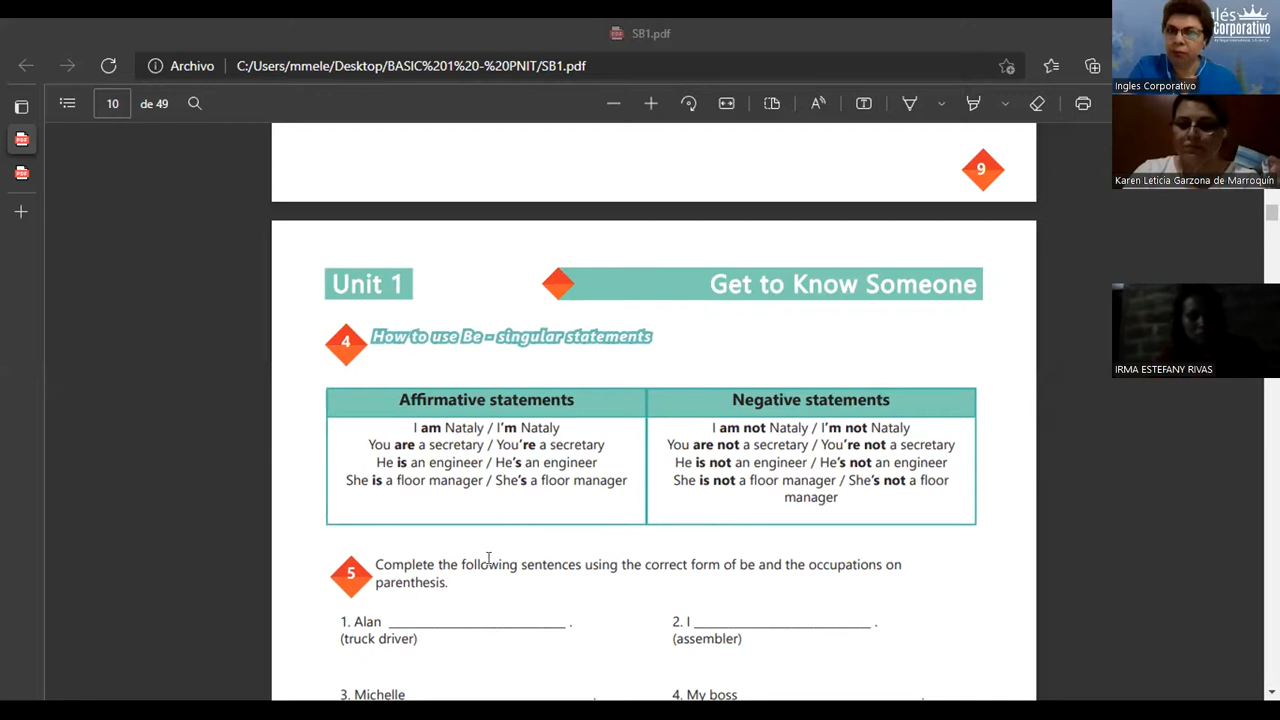 SB1.pdf
Archivo
C:/Users/mmele/Desktop/BASIC%201%20-%20PNIT/SB1.pdf
10 de 49
9
Unit 1
Get to Know Someone
4 How to use Be - singular statements
Affirmative statements
I am Nataly / I'm Nataly
You are a secretary / You're a secretary
He is an engineer / He's an engineer
She is a floor manager / She's a floor manager
Negative statements
I am not Nataly / I'm not Nataly
You are not a secretary / You're not a secretary
He is not an engineer / He's not an engineer
She is not a floor manager / She's not a floor
manager
5 Complete the following sentences using the correct form of be and the occupations on
parenthesis.
1. Alan ______________________ .
(truck driver)
2. I ______________________ .
(assembler)
3. Michelle ______________________ .
4. My boss ______________________ .
Inglés
Corporativo
Ingles Corporativo
Karen Leticia Garzona de Marroquín
IRMA ESTEFANY RIVAS